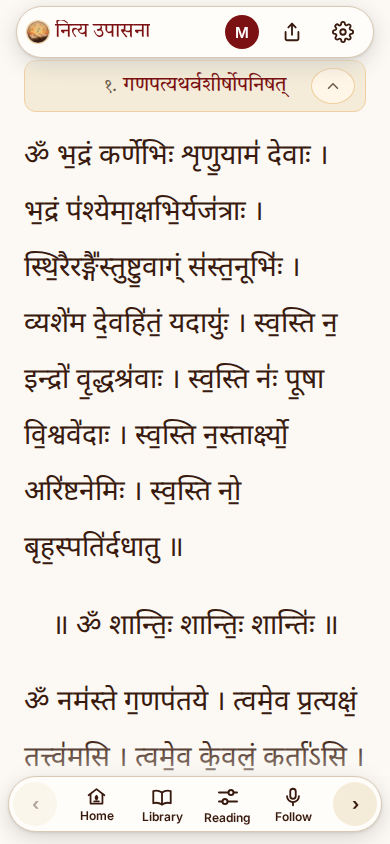 नित्य उपासना
M
१. गणपत्यथर्वशीर्षोपनिषत्
ॐ भ॒द्रं कर्णे॑भिः शृणु॒याम॑ देवाः ।
भ॒द्रं प॑श्येमा॒क्षभि॒र्यज॑त्राः ।
स्थि॒रैरङ्गै᳚स्तुष्टु॒वाग्ं स॑स्त॒नूभिः॑ ।
व्यशे॑म दे॒वहि॑तं॒ यदायुः॑ । स्व॒स्ति न॒
इन्द्रो॑ वृ॒द्धश्र॑वाः । स्व॒स्ति नः॑ पू॒षा
वि॒श्ववे॑दाः । स्व॒स्ति न॒स्तार्क्ष्यो॒
अरि॑ष्टनेमिः । स्व॒स्ति नो॒
बृह॒स्पति॑र्दधातु ॥
॥ ॐ शान्तिः॒ शान्तिः॒ शान्तिः॑ ॥
ॐ नम॑स्ते ग॒णप॑तये । त्वमे॒व प्र॒त्यक्षं॒
तत्त्व॑मसि । त्वमे॒व के॒वलं॒ कर्ता॑ऽसि ।
Home Library Reading Follow